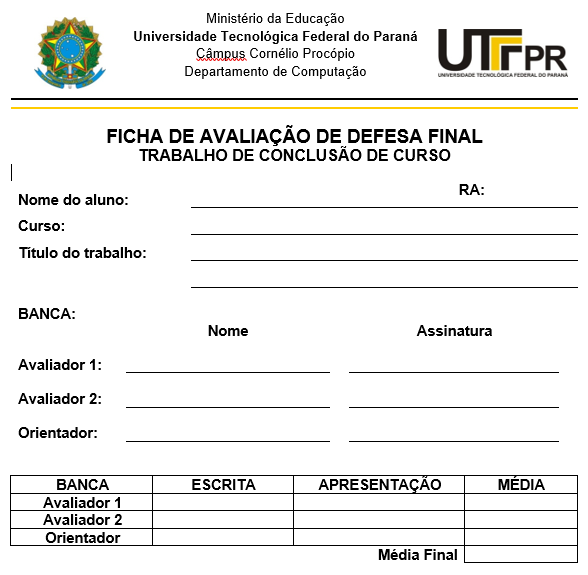 Ministério da Educação
Universidade Tecnológica Federal do Paraná
Câmpus Cornélio Procópio
Departamento de Computação
UTFPR
UNIVERSIDADE TECNOLÓGICA FEDERAL DO PARANÁ
FICHA DE AVALIAÇÃO DE DEFESA FINAL
TRABALHO DE CONCLUSÃO DE CURSO
RA:
Nome do aluno:
Curso:
Título do trabalho:
BANCA:
Nome Assinatura
Avaliador 1:
Avaliador 2:
Orientador:
BANCA ESCRITA APRESENTAÇÃO MÉDIA
Avaliador 1
Avaliador 2
Orientador
Média Final